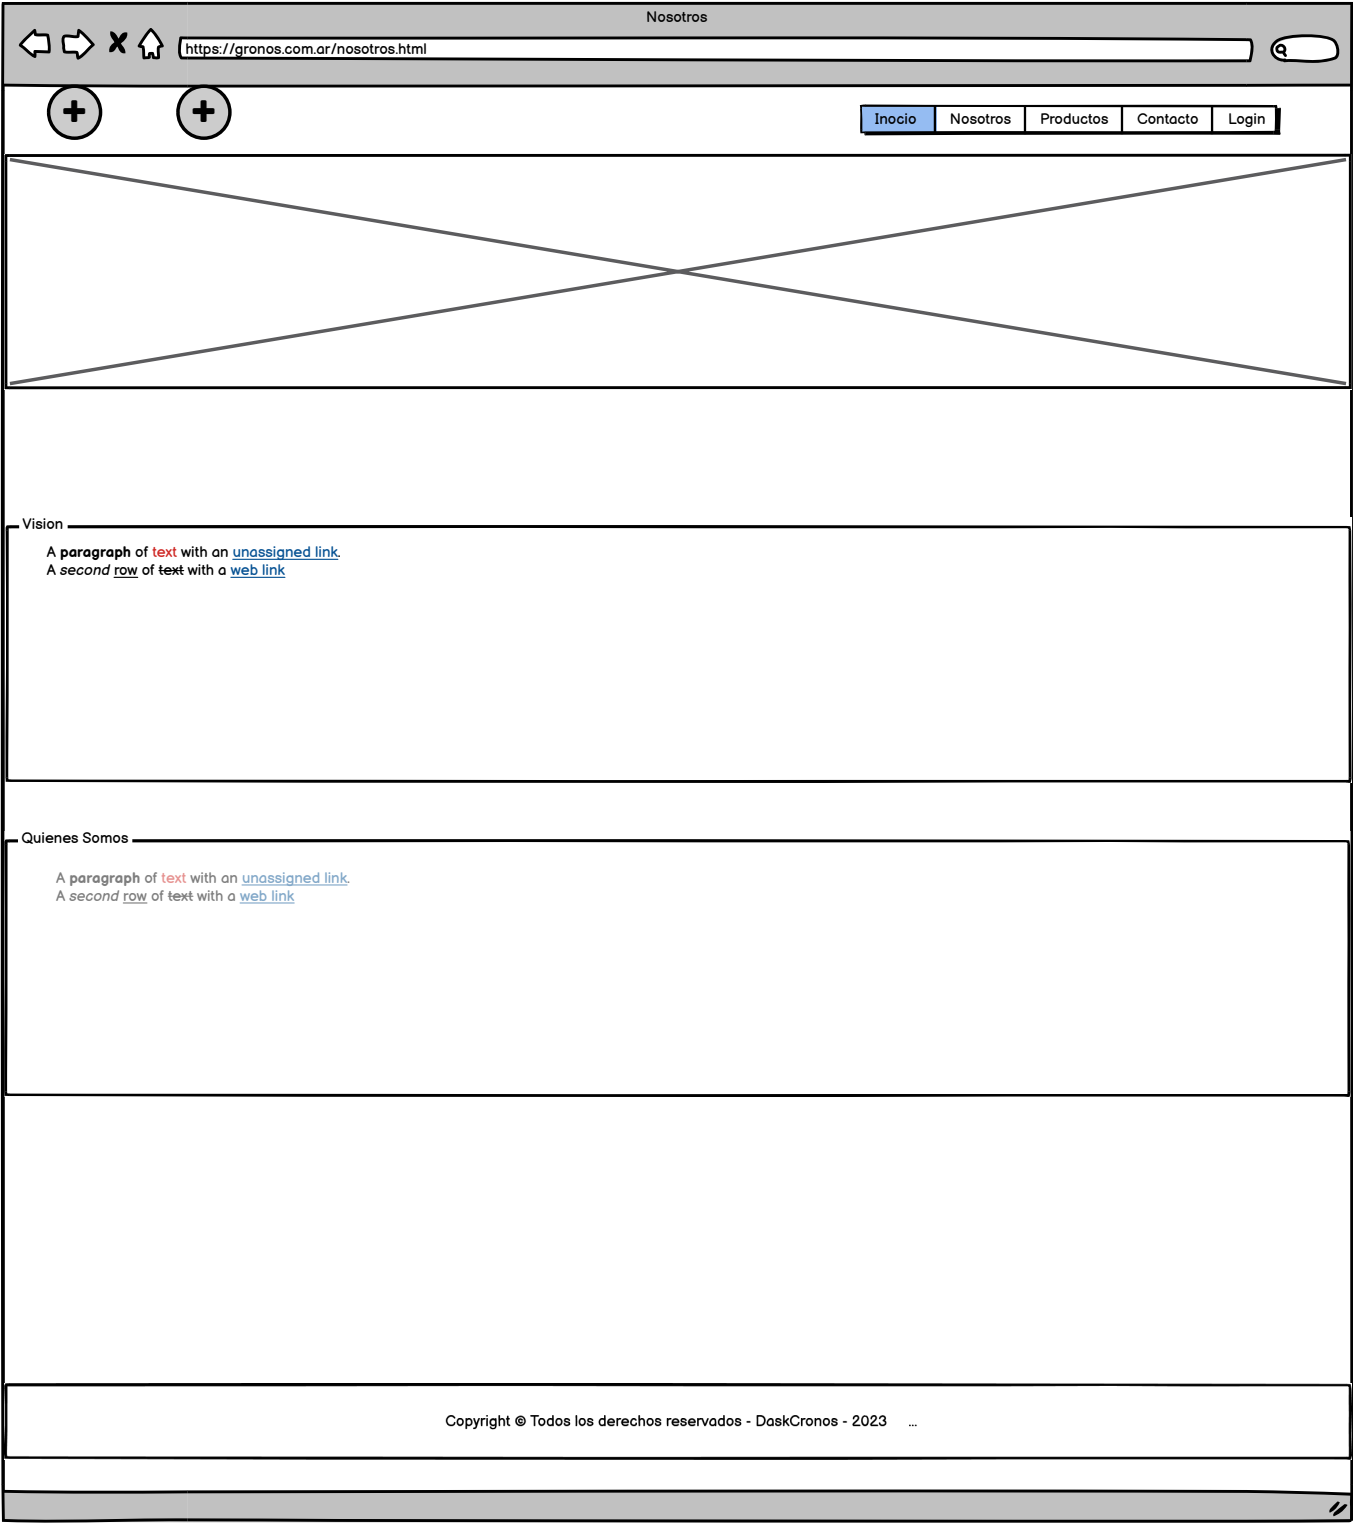 Nosotros
https://gronos.com.ar/nosotros.html
Inocio Nosotros Productos Contacto Login
Vision
A paragraph of text with an unassigned link.
A second row of text with a web link
Quienes Somos
A paragraph of text with an unassigned link.
A second row of text with a web link
Copyright © Todos los derechos reservados - DaskCronos - 2023 ...